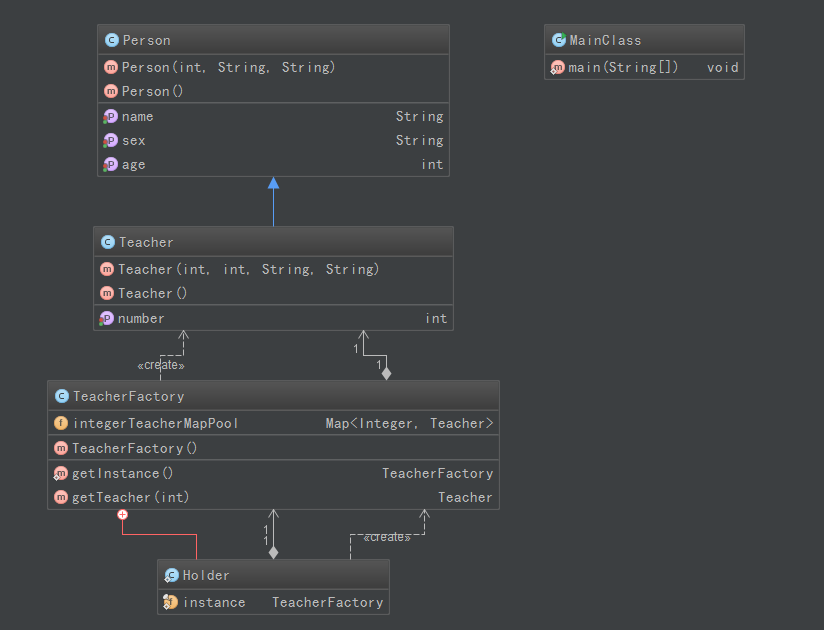 Person
Person(int, String, String)
Person()
name String
sex String
age int
MainClass
main(String[]) void
Teacher
Teacher(int, int, String, String)
Teacher()
number int
«create»
1
1
TeacherFactory
integerTeacherMapPool Map<Integer, Teacher>
TeacherFactory()
getInstance() TeacherFactory
getTeacher(int) Teacher
1
1
«create»
Holder
instance TeacherFactory